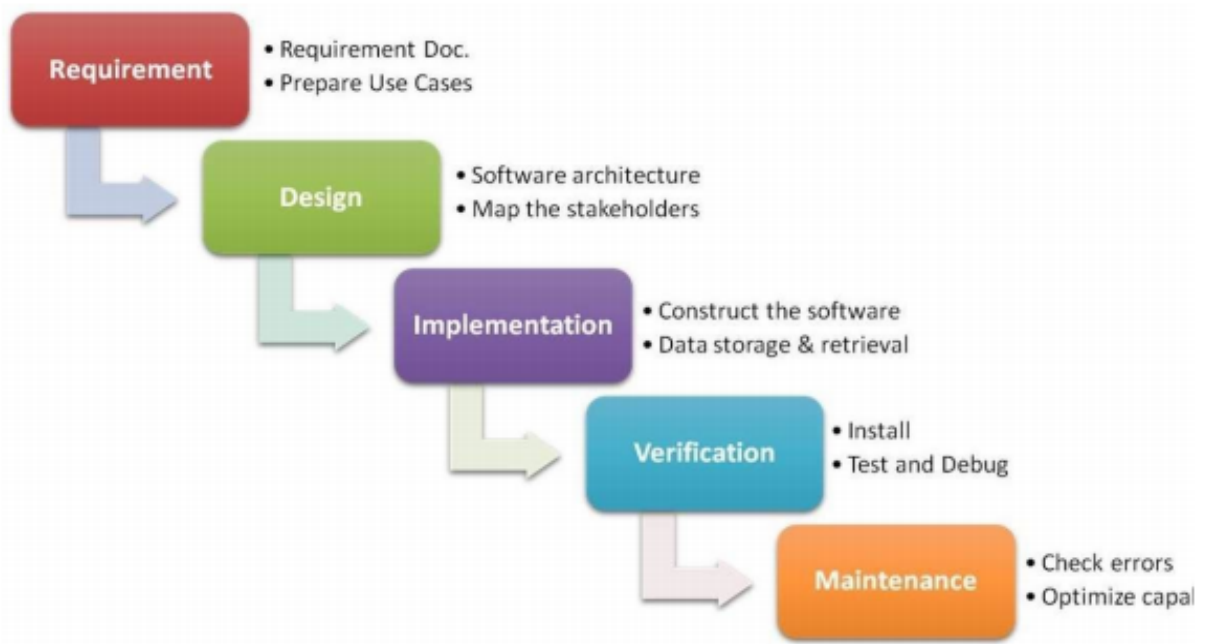 Requirement
• Requirement Doc.
• Prepare Use Cases
Design
• Software architecture
• Map the stakeholders
Implementation
• Construct the software
• Data storage & retrieval
Verification
• Install
• Test and Debug
Maintenance
• Check errors
• Optimize